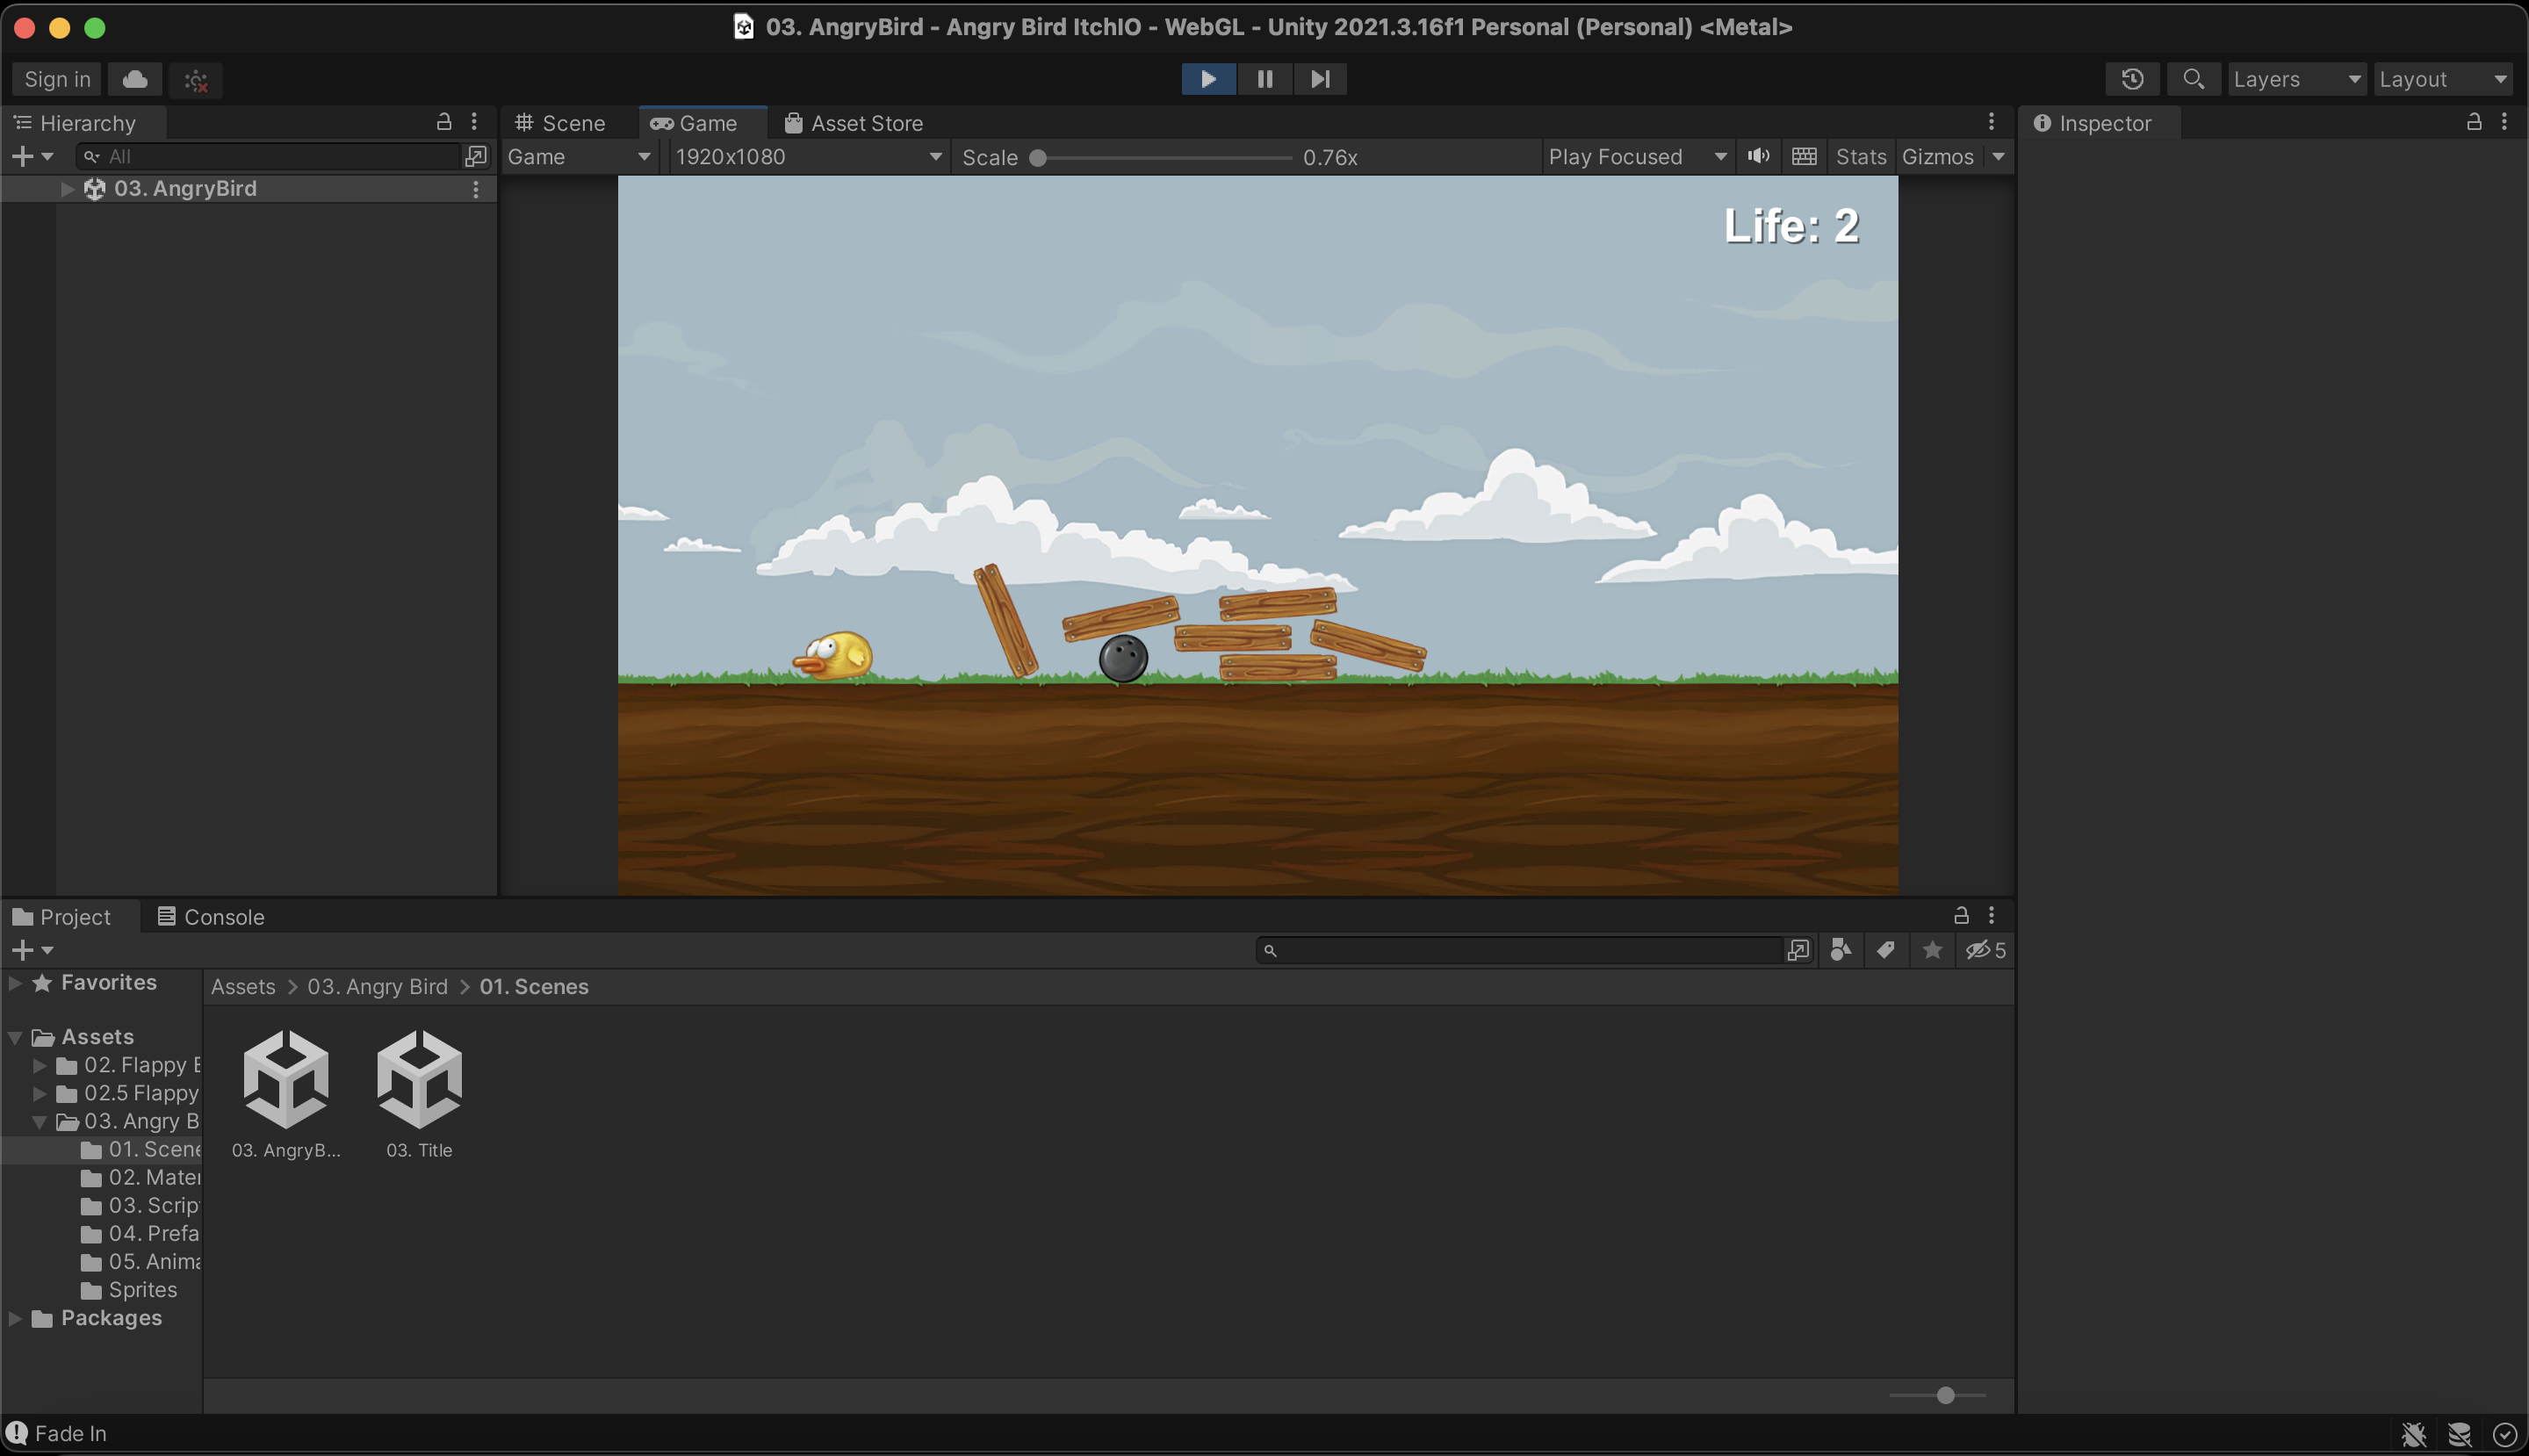 03. AngryBird - Angry Bird ItchIO - WebGL - Unity 2021.3.16f1 Personal (Personal) <Metal>
Sign in
Layers
Layout
Hierarchy
All
03. AngryBird
Scene
Game
Asset Store
Game
1920x1080
Scale
0.76x
Play Focused
Stats
Gizmos
Life: 2
Inspector
Project
Console
5
Favorites
Assets
02. Flappy B
02.5 Flappy
03. Angry B
01. Scene
02. Mater
03. Scrip
04. Prefa
05. Anima
Sprites
Packages
Assets > 03. Angry Bird > 01. Scenes
03. AngryB...
03. Title
Fade In